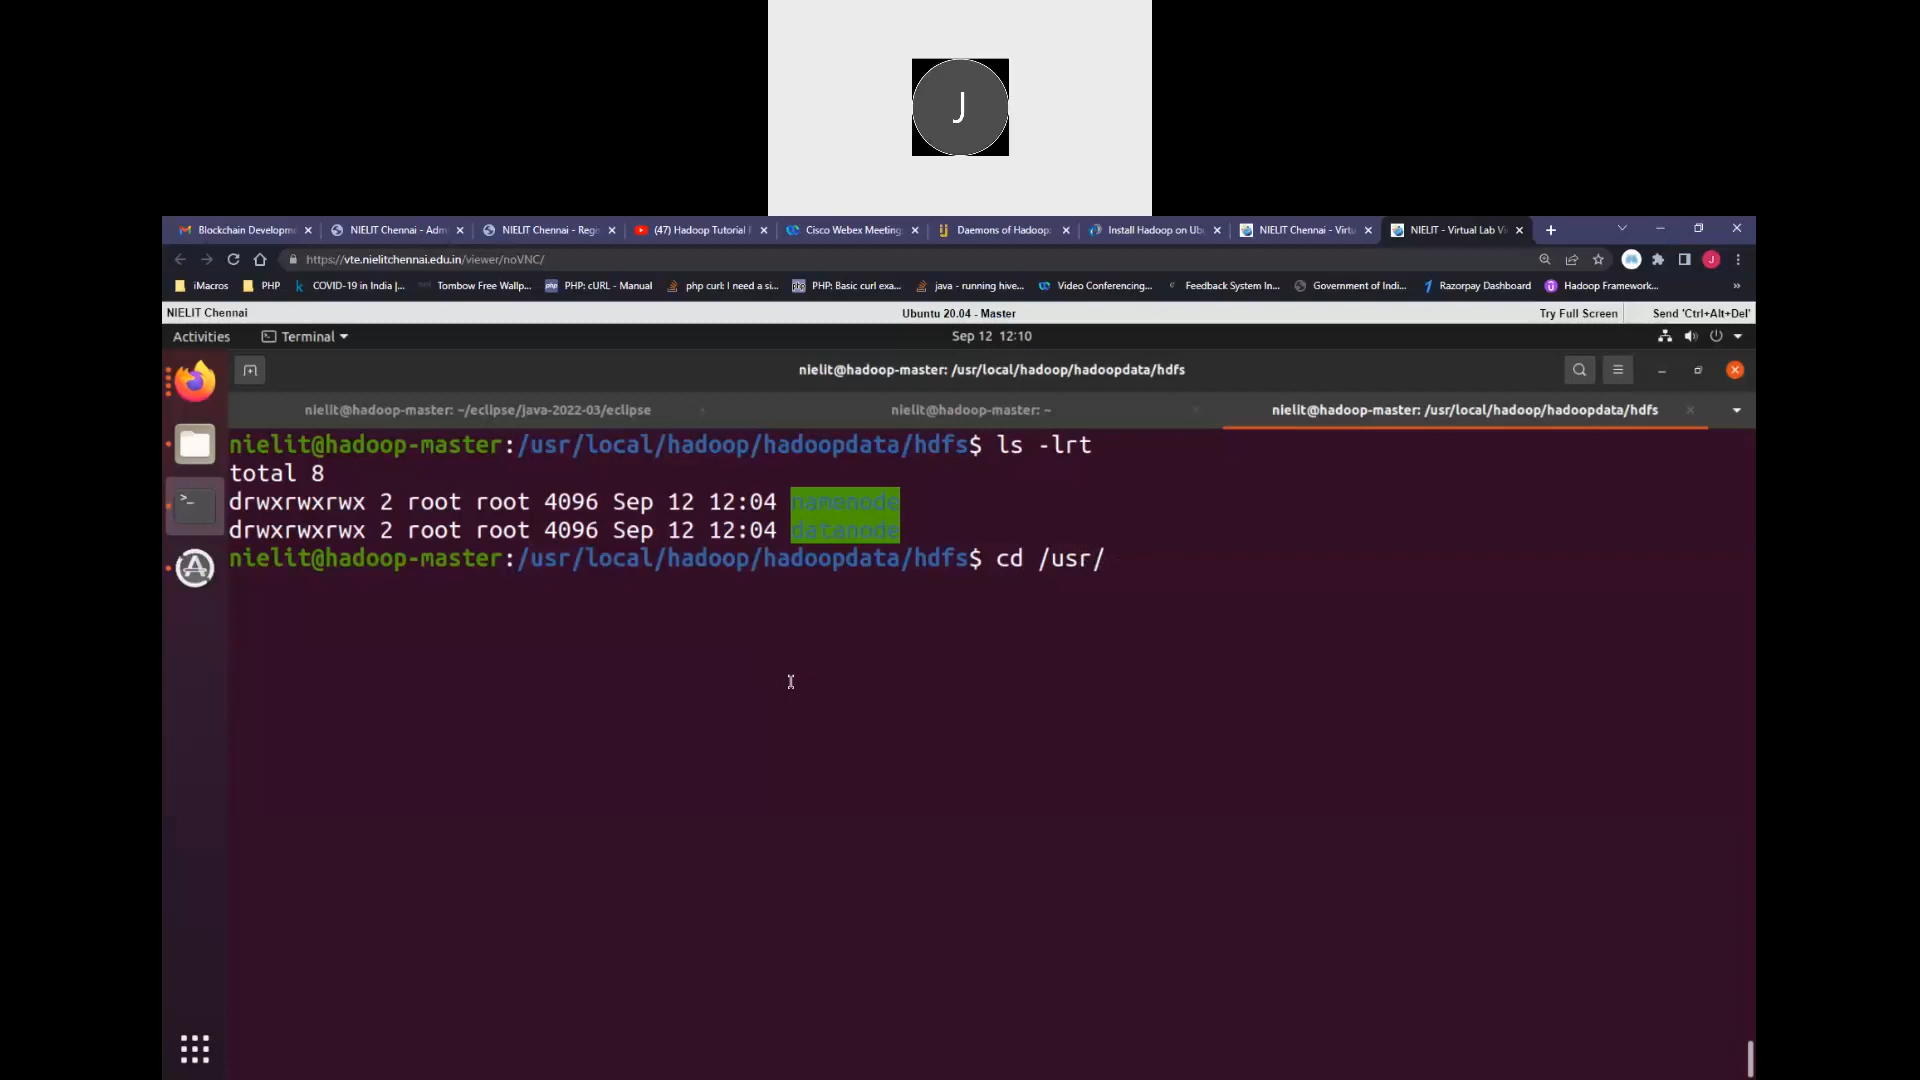 J
Blockchain Developm
NIELIT Chennai - Adm
NIELIT Chennai - Regi
(47) Hadoop Tutorial
Cisco Webex Meeting
Daemons of Hadoop
Install Hadoop on Ub
NIELIT Chennai - Virtu
NIELIT - Virtual Lab Vi
https://vte.nielitchennai.edu.in/viewer/noVNC/
J
iMacros
PHP
COVID-19 in India |...
Tombow Free Wallp...
PHP: cURL - Manual
php curl: I need a si...
PHP: Basic curl exa...
java - running hive...
Video Conferencing...
Feedback System In...
Government of Indi...
Razorpay Dashboard
Hadoop Framework...
NIELIT Chennai
Ubuntu 20.04 - Master
Try Full Screen
Send 'Ctrl+Alt+Del'
Activities
Terminal
Sep 12 12:10
nielit@hadoop-master: /usr/local/hadoop/hadoopdata/hdfs
nielit@hadoop-master: ~/eclipse/java-2022-03/eclipse
nielit@hadoop-master: ~
nielit@hadoop-master: /usr/local/hadoop/hadoopdata/hdfs
nielit@hadoop-master:/usr/local/hadoop/hadoopdata/hdfs$ ls -lrt
total 8
drwxrwxrwx 2 root root 4096 Sep 12 12:04 namenode
drwxrwxrwx 2 root root 4096 Sep 12 12:04 datanode
nielit@hadoop-master:/usr/local/hadoop/hadoopdata/hdfs$ cd /usr/